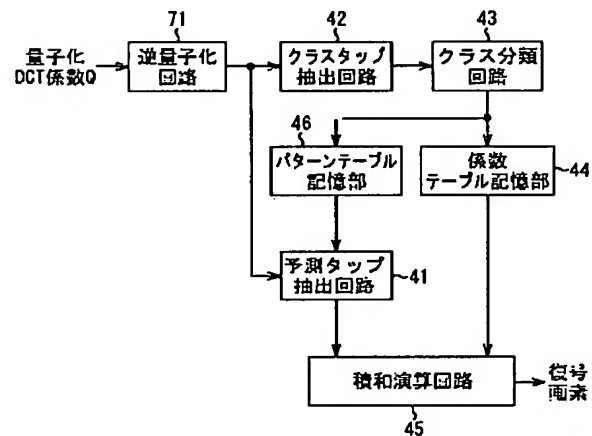 71
42
43
量子化
DCT係数Q
逆量子化
回路
クラスタップ
抽出回路
クラス分類
回路
46
パターンテーブル
記憶部
係数
テーブル記憶部
44
予測タップ
抽出回路
41
積和演算回路
復号
画素
45